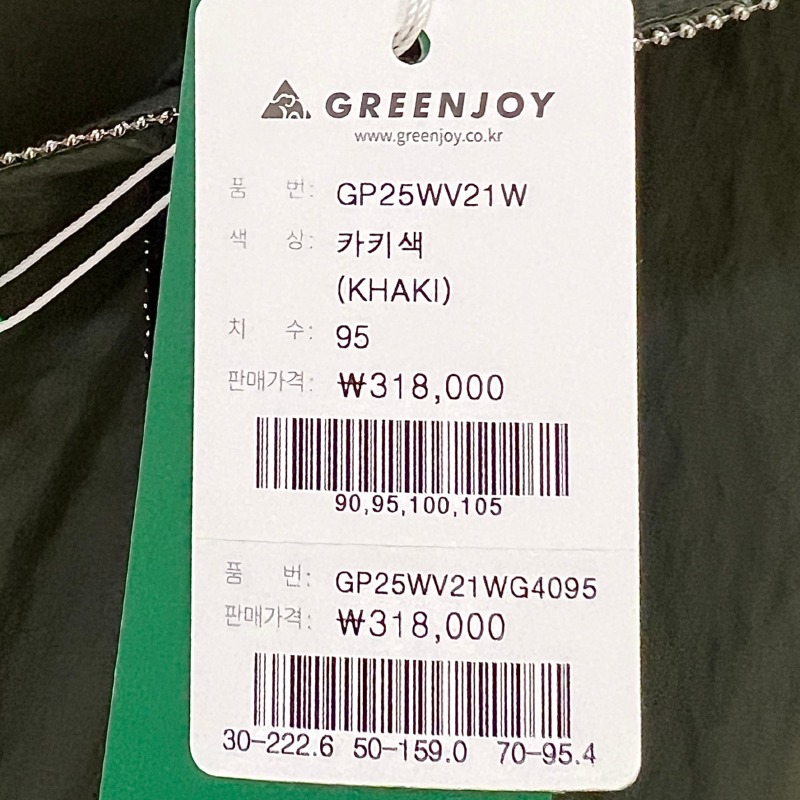 GREENJOY
www.greenjoy.co.kr
품 번: GP25WV21W
색 상: 카키색
(KHAKI)
치 수: 95
판매가격: ₩318,000
90,95,100,105
품 번: GP25WV21WG4095
판매가격: ₩318,000
30-222.6 50-159.0 70-95.4